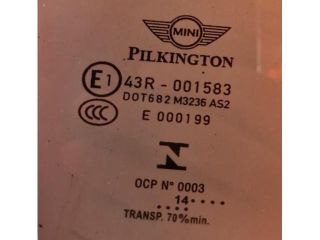 MINI
PILKINGTON
E1 43R - 001583
DOT682 M3236 AS2
CCC E 000199
N
OCP Nº 0003
14
TRANSP. 70%min.